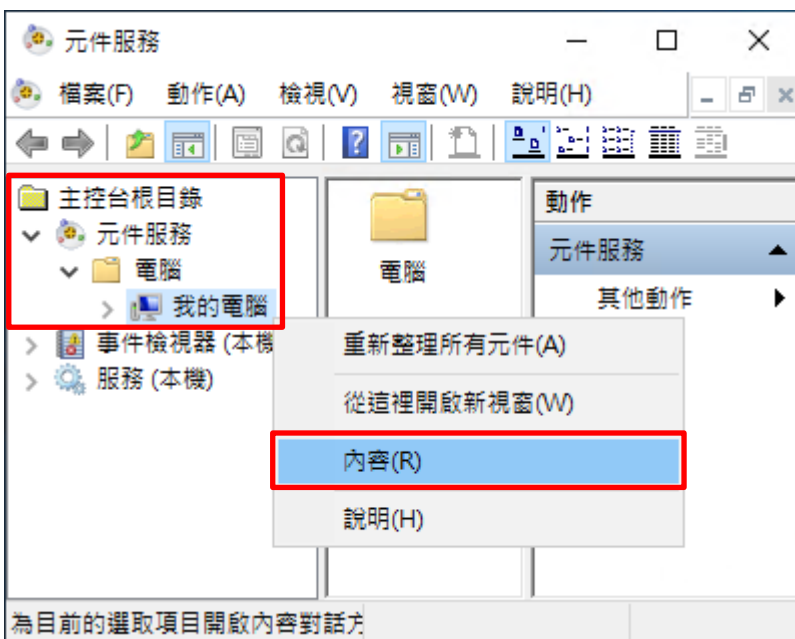 元件服務
檔案(F) 動作(A) 檢視(V) 視窗(W) 說明(H)
主控台根目錄
元件服務
電腦
我的電腦
事件檢視器 (本機
服務 (本機)
電腦
動作
元件服務
其他動作
重新整理所有元件(A)
從這裡開啟新視窗(W)
內容(R)
說明(H)
為目前的選取項目開啟內容對話方